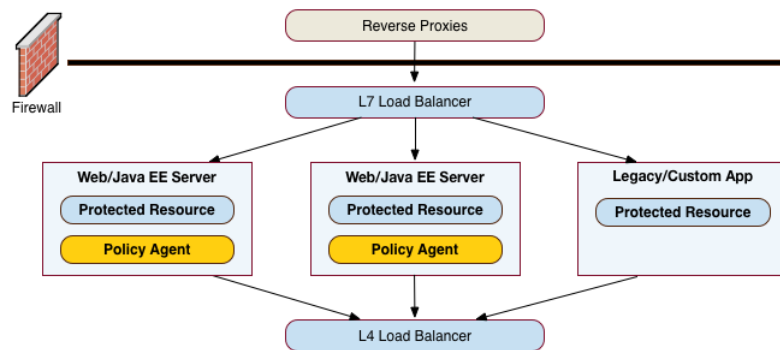 Reverse Proxies
Firewall
L7 Load Balancer
Web/Java EE Server
Protected Resource
Policy Agent
Web/Java EE Server
Protected Resource
Policy Agent
Legacy/Custom App
Protected Resource
L4 Load Balancer